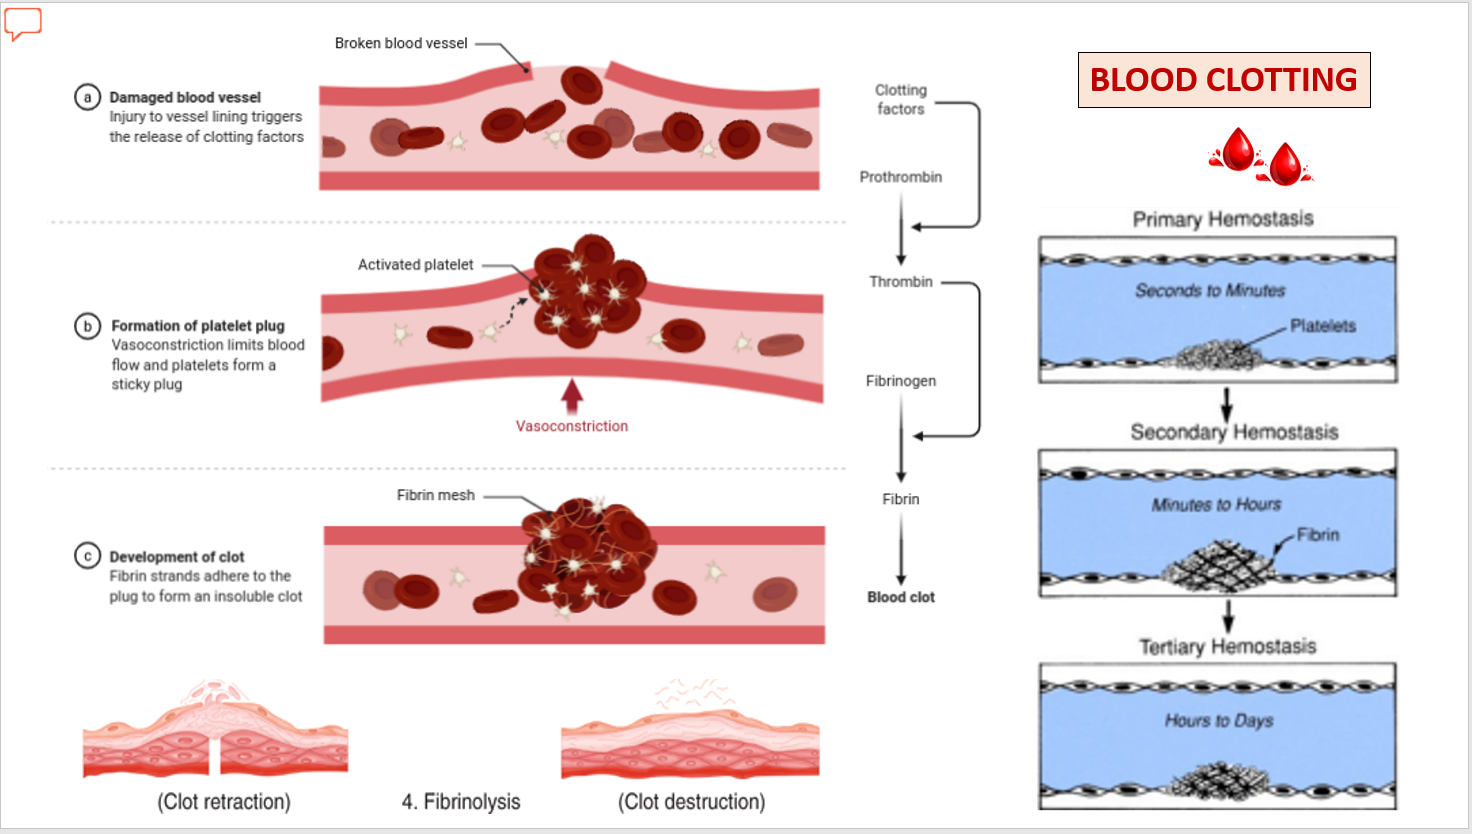 BLOOD CLOTTING
Broken blood vessel
a
Damaged blood vessel
Injury to vessel lining triggers
the release of clotting factors
Activated platelet
b
Formation of platelet plug
Vasoconstriction limits blood
flow and platelets form a
sticky plug
Vasoconstriction
Fibrin mesh
c
Development of clot
Fibrin strands adhere to the
plug to form an insoluble clot
Clotting
factors
Prothrombin
Thrombin
Fibrinogen
Fibrin
Blood clot
Primary Hemostasis
Seconds to Minutes
Platelets
Secondary Hemostasis
Minutes to Hours
Fibrin
Tertiary Hemostasis
Hours to Days
(Clot retraction)
4. Fibrinolysis
(Clot destruction)